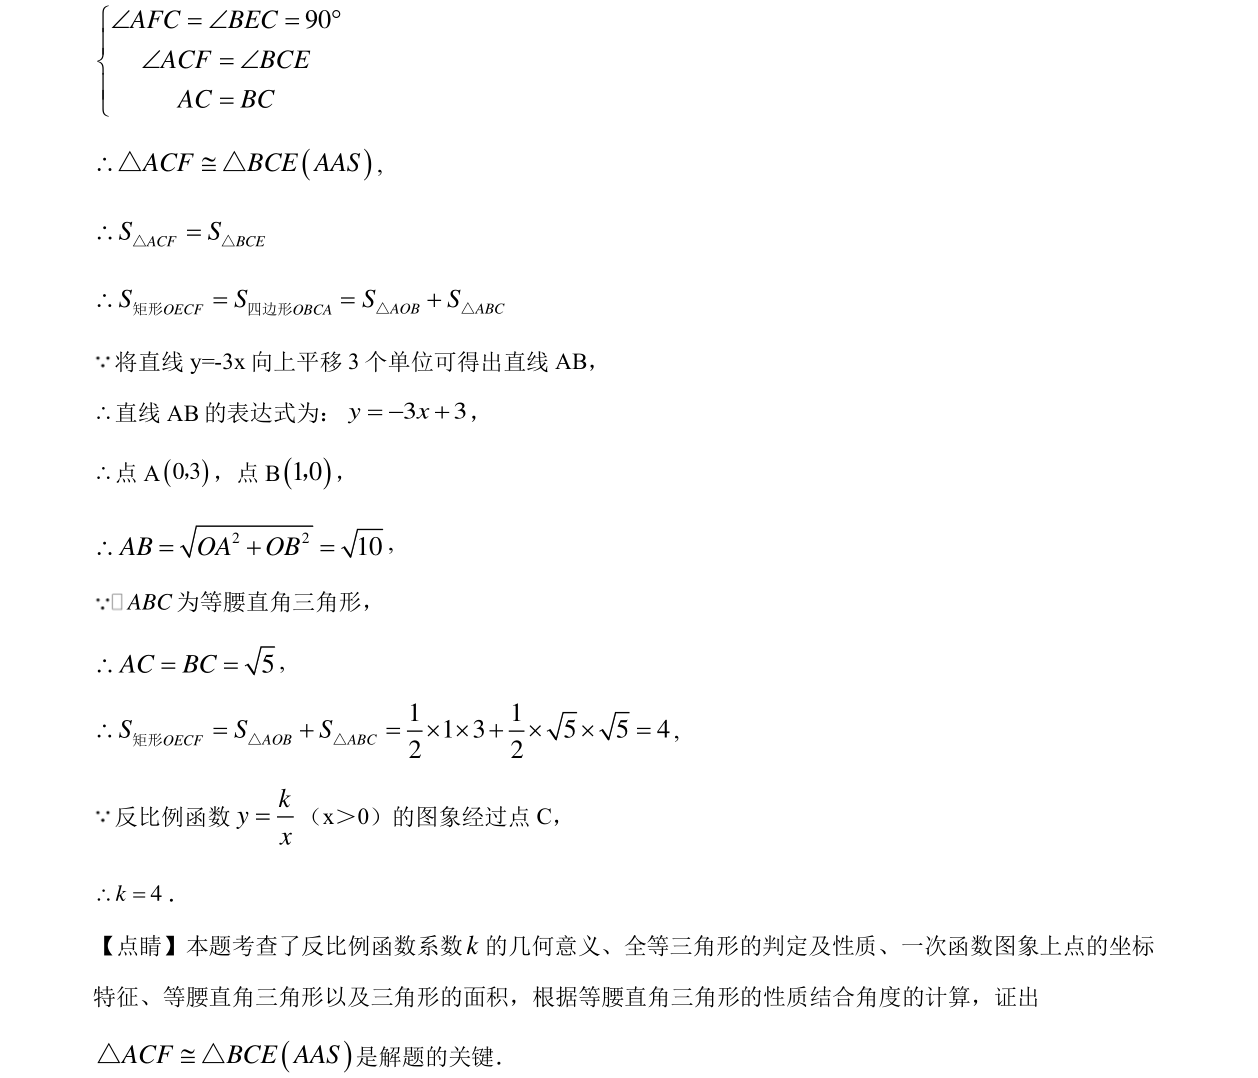 ∠AFC = ∠BEC = 90°
∠ACF = ∠BCE
AC = BC
∴△ACF ≅ △BCE(AAS),
∴S△ACF = S△BCE
∴S矩形OECF = S四边形OBCA = S△AOB + S△ABC
∵将直线 y=-3x 向上平移 3 个单位可得出直线 AB，
∴直线 AB 的表达式为： y = −3x + 3，
∴点 A(0,3)，点 B(1,0)，
∴AB = √(OA² + OB²) = √10，
∵□ ABC 为等腰直角三角形，
∴AC = BC = √5，
∴S矩形OECF = S△AOB + S△ABC = 1/2 × 1 × 3 + 1/2 × √5 × √5 = 4，
∵反比例函数 y = k/x（x＞0）的图象经过点 C，
∴k = 4．
【点睛】本题考查了反比例函数系数 k 的几何意义、全等三角形的判定及性质、一次函数图象上点的坐标
特征、等腰直角三角形以及三角形的面积，根据等腰直角三角形的性质结合角度的计算，证出
△ACF ≅ △BCE(AAS)是解题的关键．